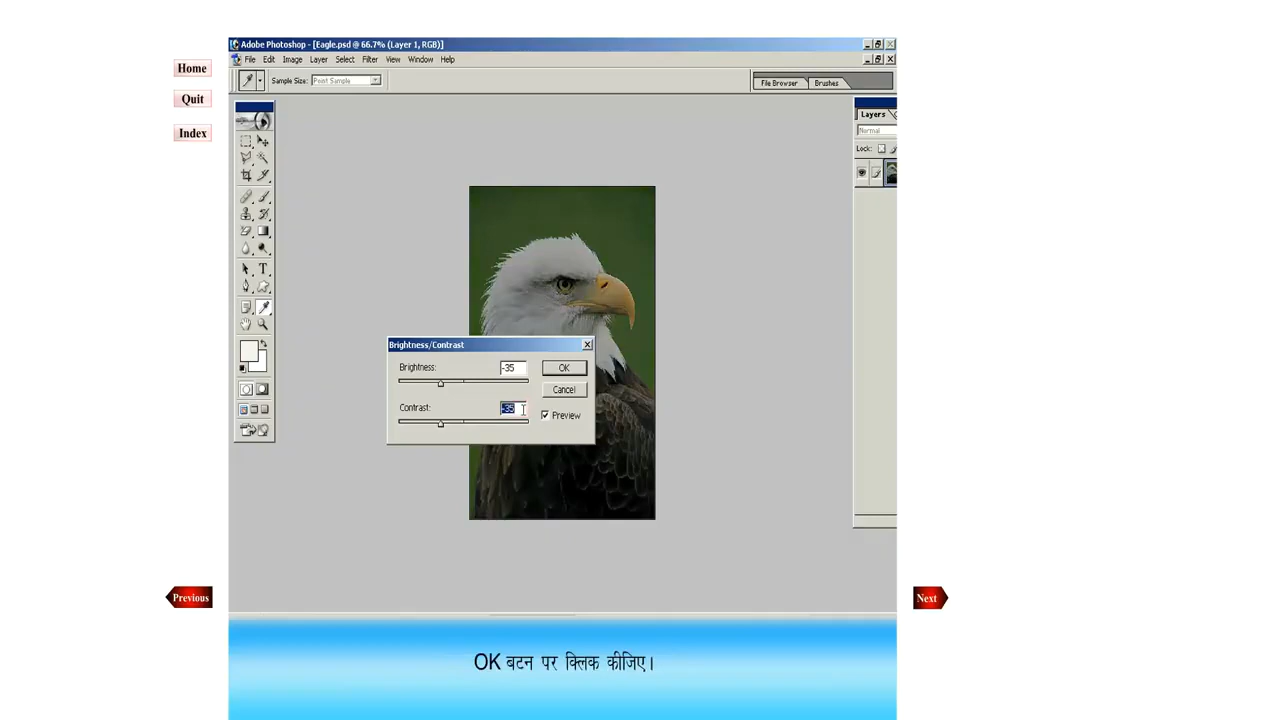 Adobe Photoshop - [Eagle.psd @ 66.7% (Layer 1, RGB)]
File Edit Image Layer Select Filter View Window Help
Home
Sample Size: Point Sample
File Browser Brushes
Quit
Layers
Normal
Index
Lock:
Brightness/Contrast
Brightness: -35 OK
Cancel
Contrast: -35
Preview
Previous
Next
OK बटन पर क्लिक कीजिए।